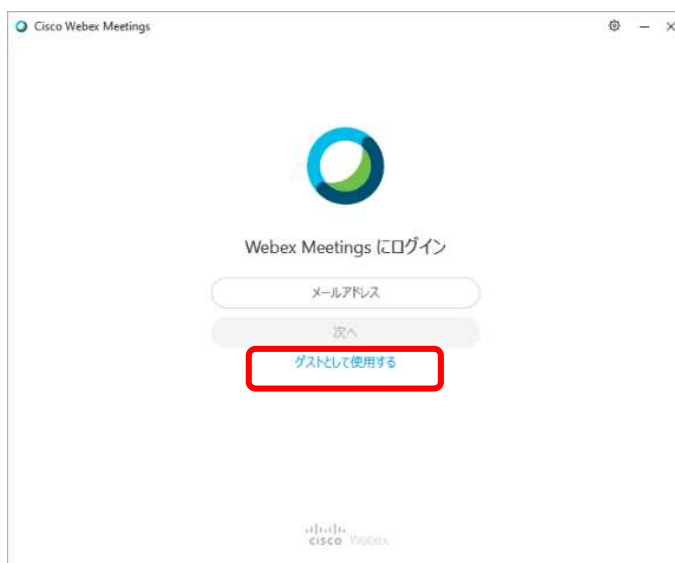 Cisco Webex Meetings
Webex Meetings にログイン
メールアドレス
次へ
ゲストとして使用する
cisco Webex